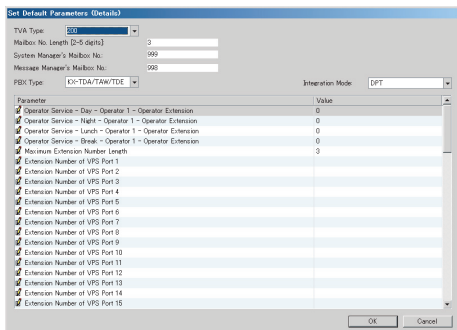 Set Default Parameters (Details)
TVA Type: 200
Mailbox No. Length [2-5 digits] 3
System Manager's Mailbox No.: 999
Message Manager's Mailbox No.: 998
PBX Type: KX-TDA/TAW/TDE Integration Mode: DPT
Parameter Value
Operator Service - Day - Operator 1 - Operator Extension 0
Operator Service - Night - Operator 1 - Operator Extension 0
Operator Service - Lunch - Operator 1 - Operator Extension 0
Operator Service - Break - Operator 1 - Operator Extension 0
Maximum Extension Number Length 3
Extension Number of VPS Port 1
Extension Number of VPS Port 2
Extension Number of VPS Port 3
Extension Number of VPS Port 4
Extension Number of VPS Port 5
Extension Number of VPS Port 6
Extension Number of VPS Port 7
Extension Number of VPS Port 8
Extension Number of VPS Port 9
Extension Number of VPS Port 10
Extension Number of VPS Port 11
Extension Number of VPS Port 12
Extension Number of VPS Port 13
Extension Number of VPS Port 14
Extension Number of VPS Port 15
OK Cancel